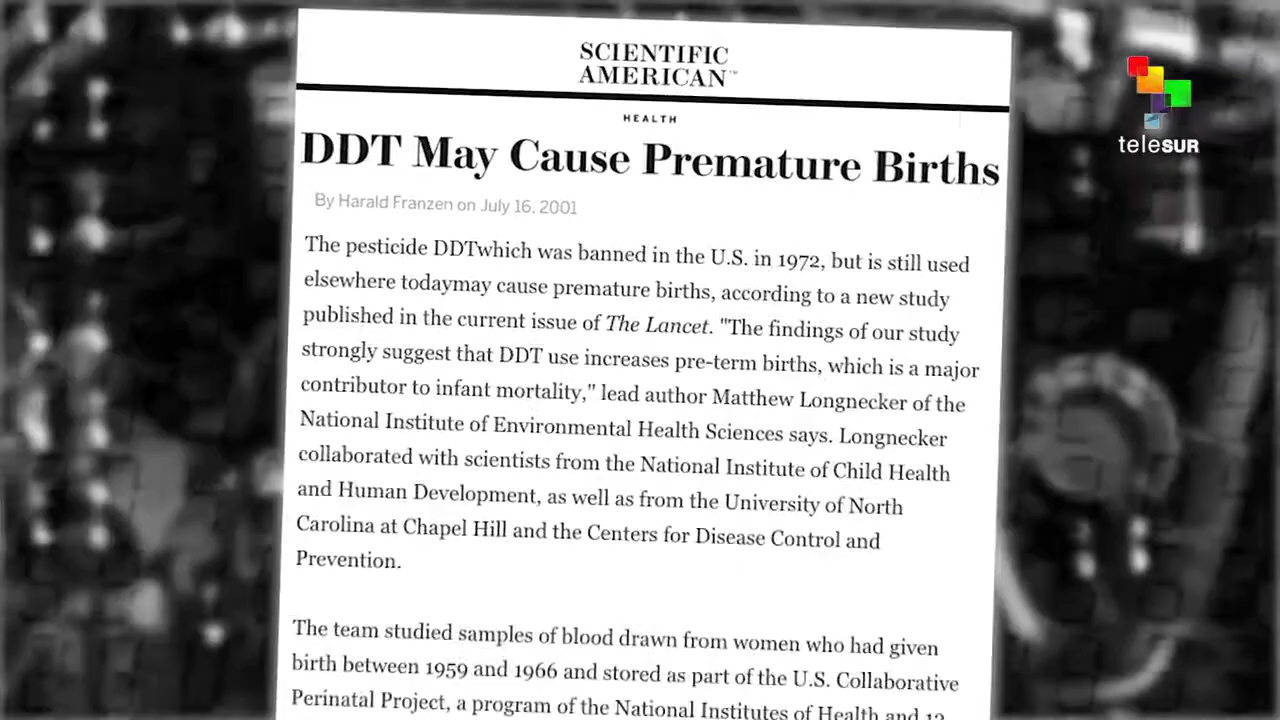 SCIENTIFIC
AMERICAN™
HEALTH
DDT May Cause Premature Births
By Harald Franzen on July 16, 2001
The pesticide DDTwhich was banned in the U.S. in 1972, but is still used
elsewhere todaymay cause premature births, according to a new study
published in the current issue of The Lancet. "The findings of our study
strongly suggest that DDT use increases pre-term births, which is a major
contributor to infant mortality," lead author Matthew Longnecker of the
National Institute of Environmental Health Sciences says. Longnecker
collaborated with scientists from the National Institute of Child Health
and Human Development, as well as from the University of North
Carolina at Chapel Hill and the Centers for Disease Control and
Prevention.
The team studied samples of blood drawn from women who had given
birth between 1959 and 1966 and stored as part of the U.S. Collaborative
Perinatal Project, a program of the National Institutes of Health and 12
teleSUR